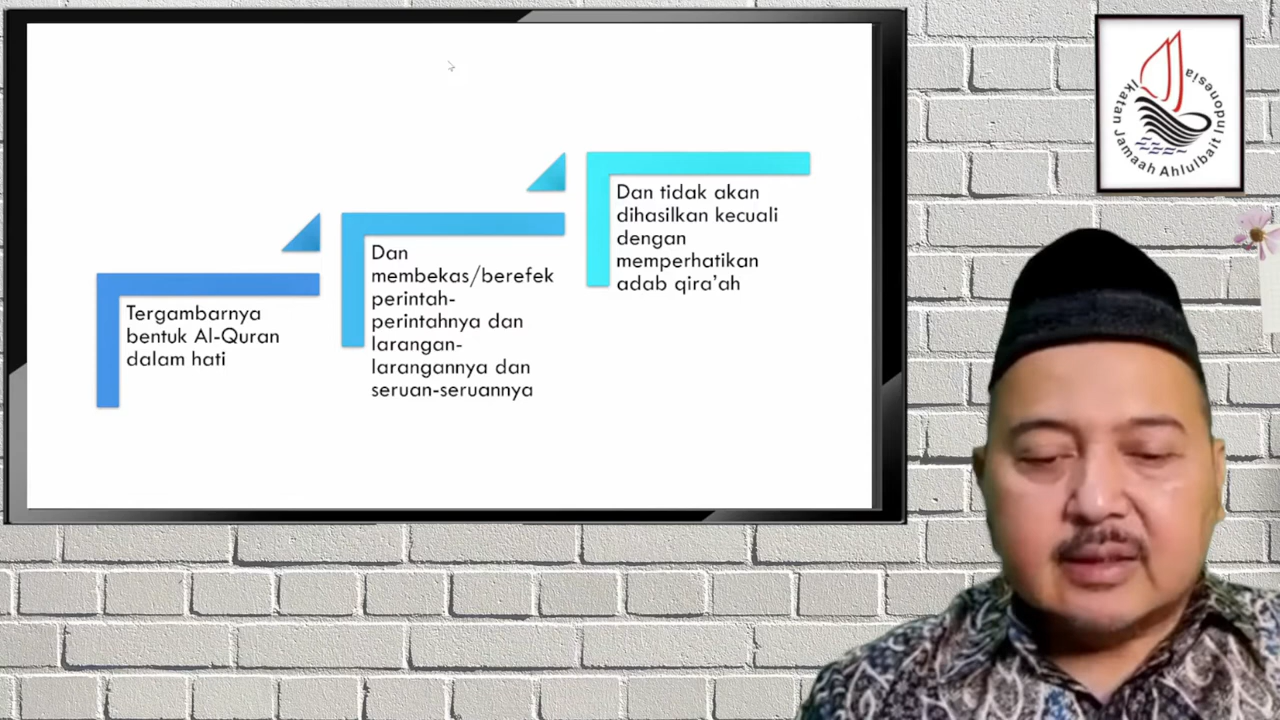 Tergambarnya
bentuk Al-Quran
dalam hati
Dan
membekas/berefek
perintah-
perintahnya dan
larangan-
larangannya dan
seruan-seruannya
Dan tidak akan
dihasilkan kecuali
dengan
memperhatikan
adab qira'ah
Ikatan Jamaah Ahlulbait Indonesia